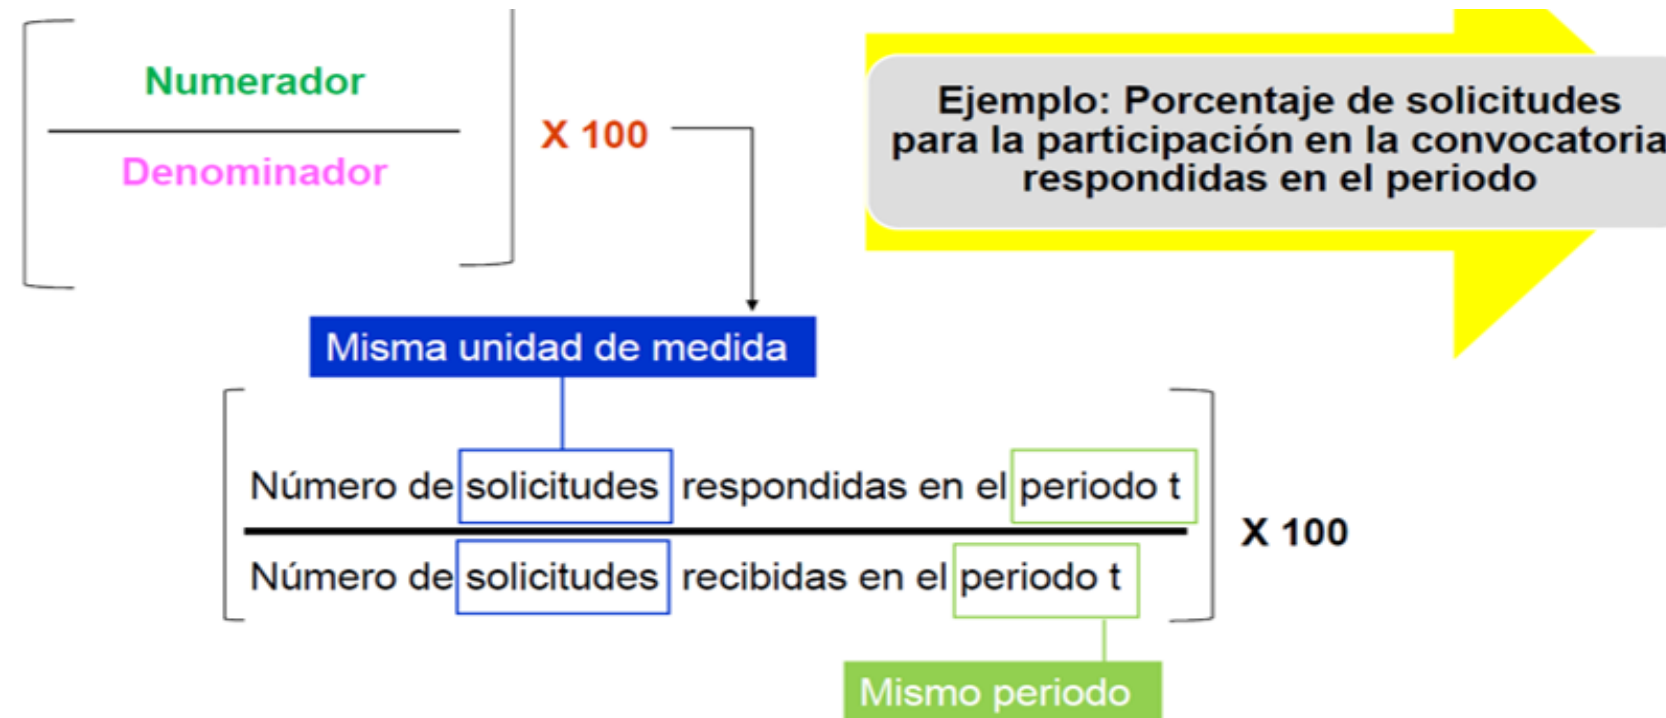 Numerador
Denominador
X 100
Ejemplo: Porcentaje de solicitudes
para la participación en la convocatoria
respondidas en el periodo
Misma unidad de medida
Número de solicitudes respondidas en el periodo t
Número de solicitudes recibidas en el periodo t
X 100
Mismo periodo